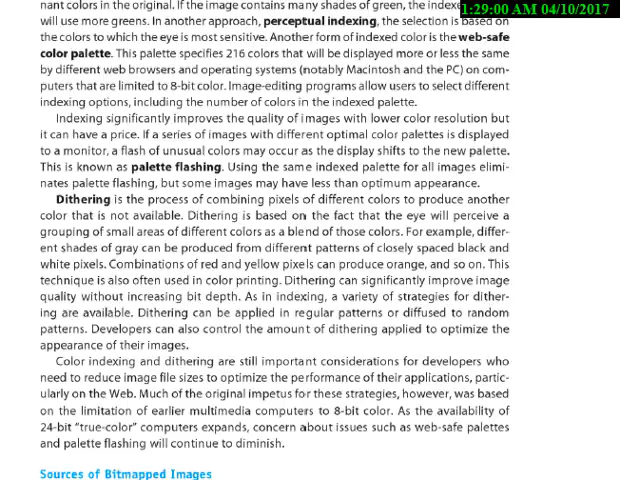 nant colors in the original. If the image contains many shades of green, the indexe
1:29:00 AM 04/10/2017
will use more greens. In another approach, perceptual indexing, the selection is based on
the colors to which the eye is most sensitive. Another form of indexed color is the web-safe
color palette. This palette specifies 216 colors that will be displayed more or less the same
by different web browsers and operating systems (notably Macintosh and the PC) on com-
puters that are limited to 8-bit color. Image-editing programs allow users to select different
indexing options, including the number of colors in the indexed palette.
Indexing significantly improves the quality of images with lower color resolution but
it can have a price. If a series of images with different optimal color palettes is displayed
to a monitor, a flash of unusual colors may occur as the display shifts to the new palette.
This is known as palette flashing. Using the same indexed palette for all images elimi-
nates palette flashing, but some images may have less than optimum appearance.
Dithering is the process of combining pixels of different colors to produce another
color that is not available. Dithering is based on the fact that the eye will perceive a
grouping of small areas of different colors as a blend of those colors. For example, differ-
ent shades of gray can be produced from different patterns of closely spaced black and
white pixels. Combinations of red and yellow pixels can produce orange, and so on. This
technique is also often used in color printing. Dithering can significantly improve image
quality without increasing bit depth. As in indexing, a variety of strategies for dither-
ing are available. Dithering can be applied in regular patterns or diffused to random
patterns. Developers can also control the amount of dithering applied to optimize the
appearance of their images.
Color indexing and dithering are still important considerations for developers who
need to reduce image file sizes to optimize the performance of their applications, partic-
ularly on the Web. Much of the original impetus for these strategies, however, was based
on the limitation of earlier multimedia computers to 8-bit color. As the availability of
24-bit “true-color” computers expands, concern about issues such as web-safe palettes
and palette flashing will continue to diminish.
Sources of Bitmapped Images